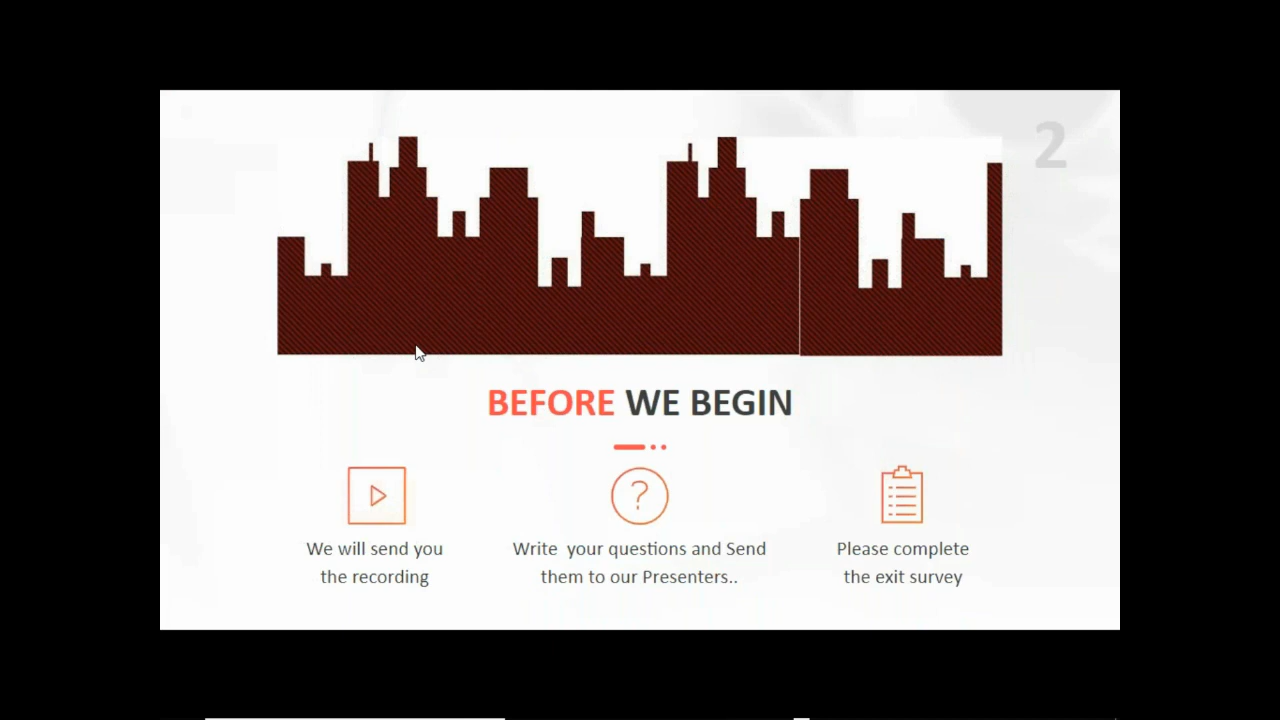 2
BEFORE WE BEGIN
?
We will send you
the recording
Write  your questions and Send
them to our Presenters..
Please complete
the exit survey